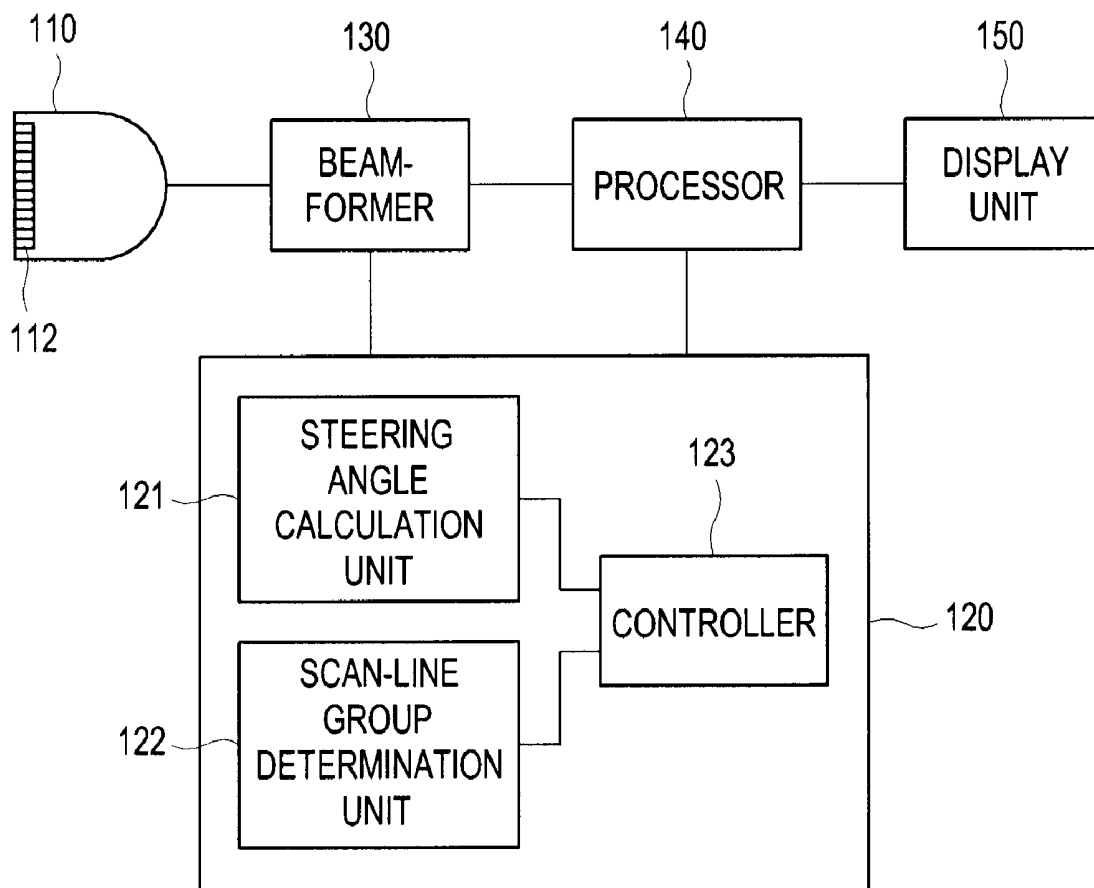 110
130
140
150
BEAM-
FORMER
PROCESSOR
DISPLAY
UNIT
112
STEERING
ANGLE
CALCULATION
UNIT
121
123
CONTROLLER
120
SCAN-LINE
GROUP
DETERMINATION
UNIT
122